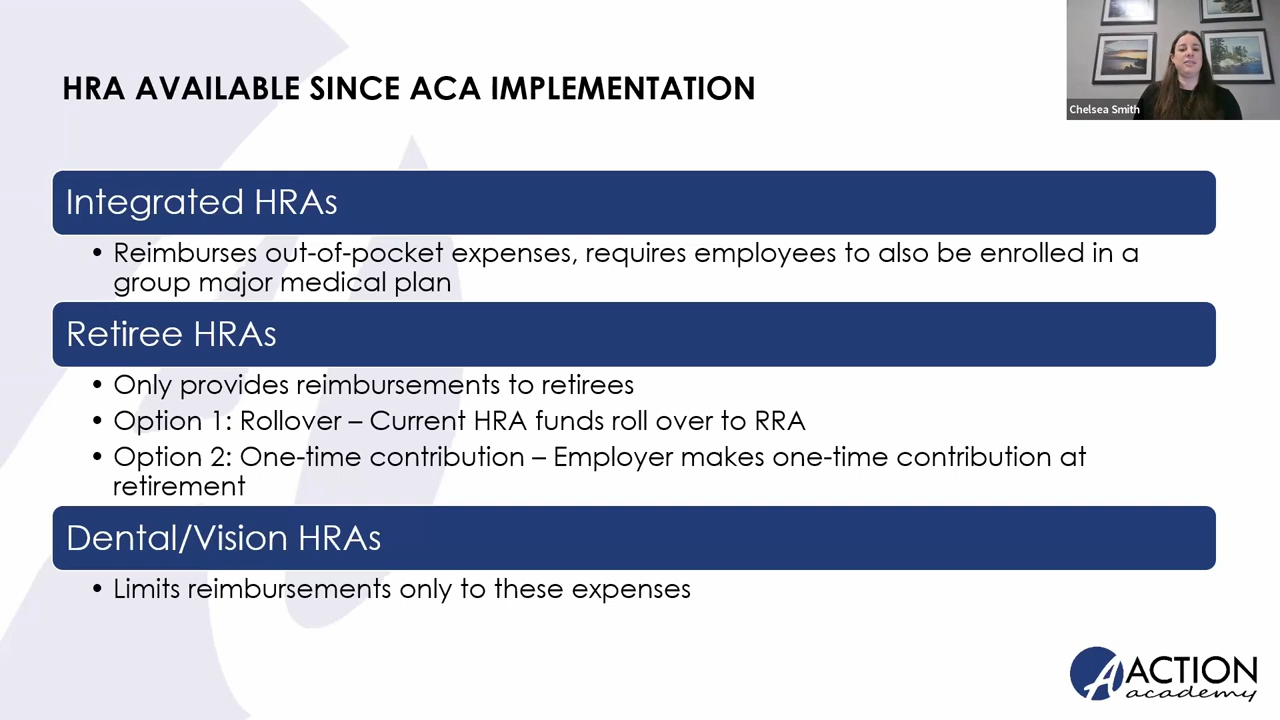 HRA AVAILABLE SINCE ACA IMPLEMENTATION
Chelsea Smith
Integrated HRAs
• Reimburses out-of-pocket expenses, requires employees to also be enrolled in a
group major medical plan
Retiree HRAs
• Only provides reimbursements to retirees
• Option 1: Rollover – Current HRA funds roll over to RRA
• Option 2: One-time contribution – Employer makes one-time contribution at
retirement
Dental/Vision HRAs
• Limits reimbursements only to these expenses
A ACTION
academy